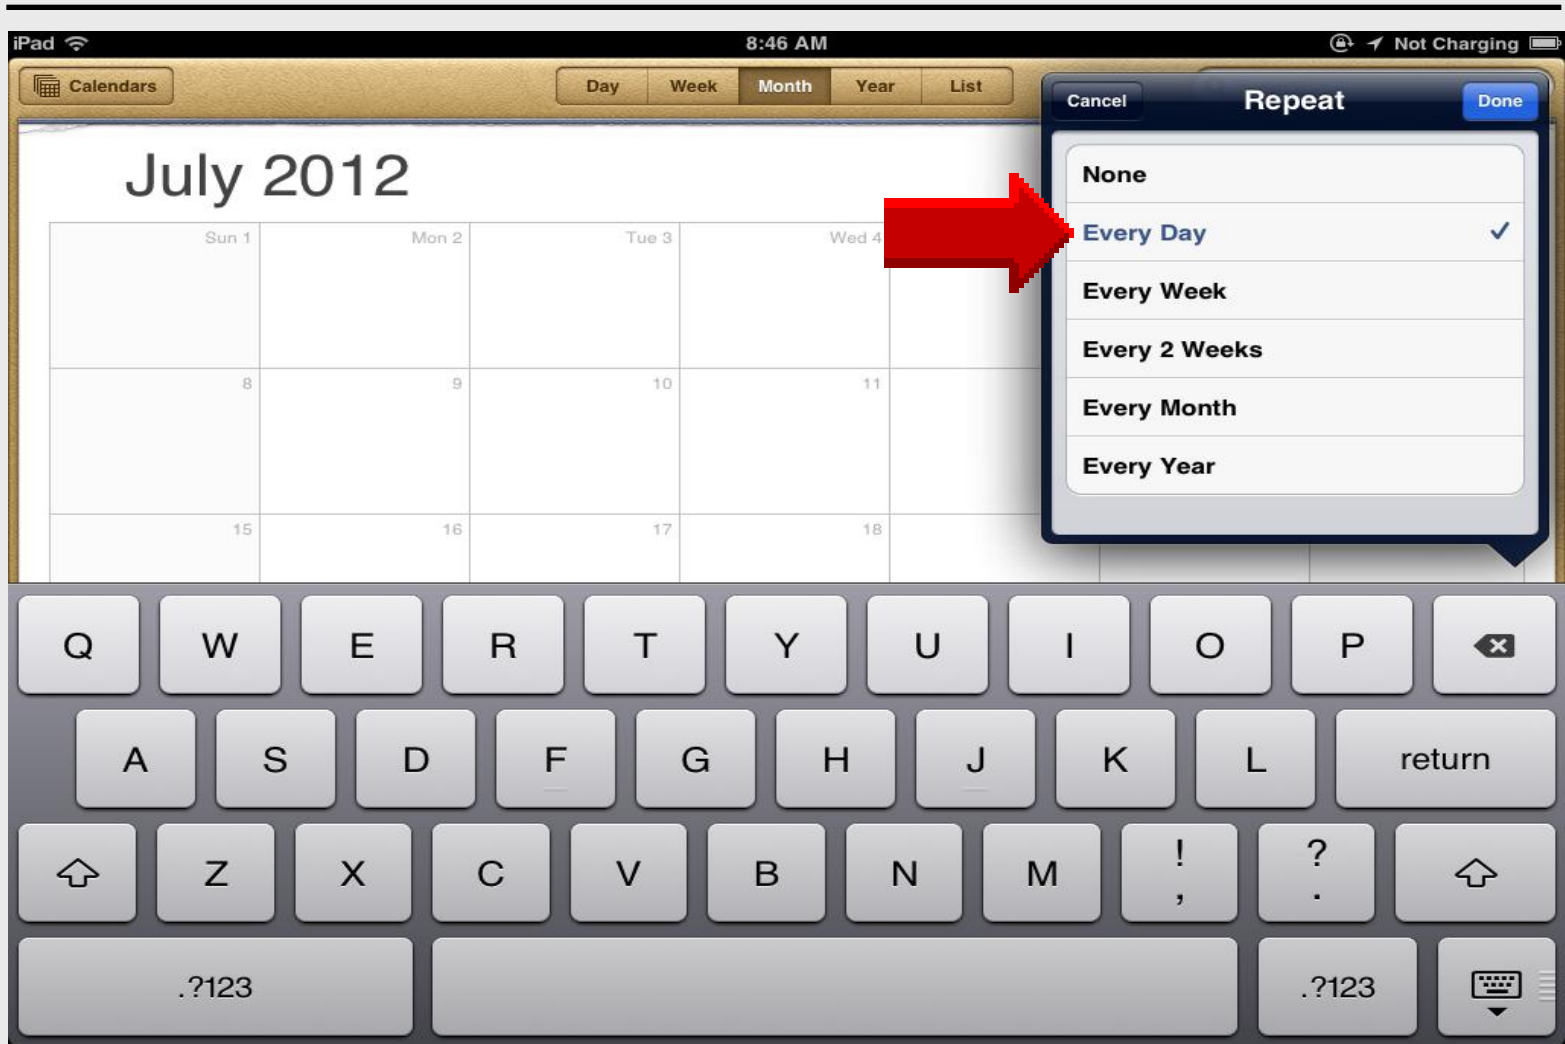 iPad 8:46 AM Not Charging
Calendars Day Week Month Year List Cancel Repeat Done
July 2012
None
Every Day
Every Week
Every 2 Weeks
Every Month
Every Year
Sun 1 Mon 2 Tue 3 Wed 4
8 9 10 11
15 16 17 18
Q W E R T Y U I O P
A S D F G H J K L return
Z X C V B N M ! ?
, .
.?123 .?123